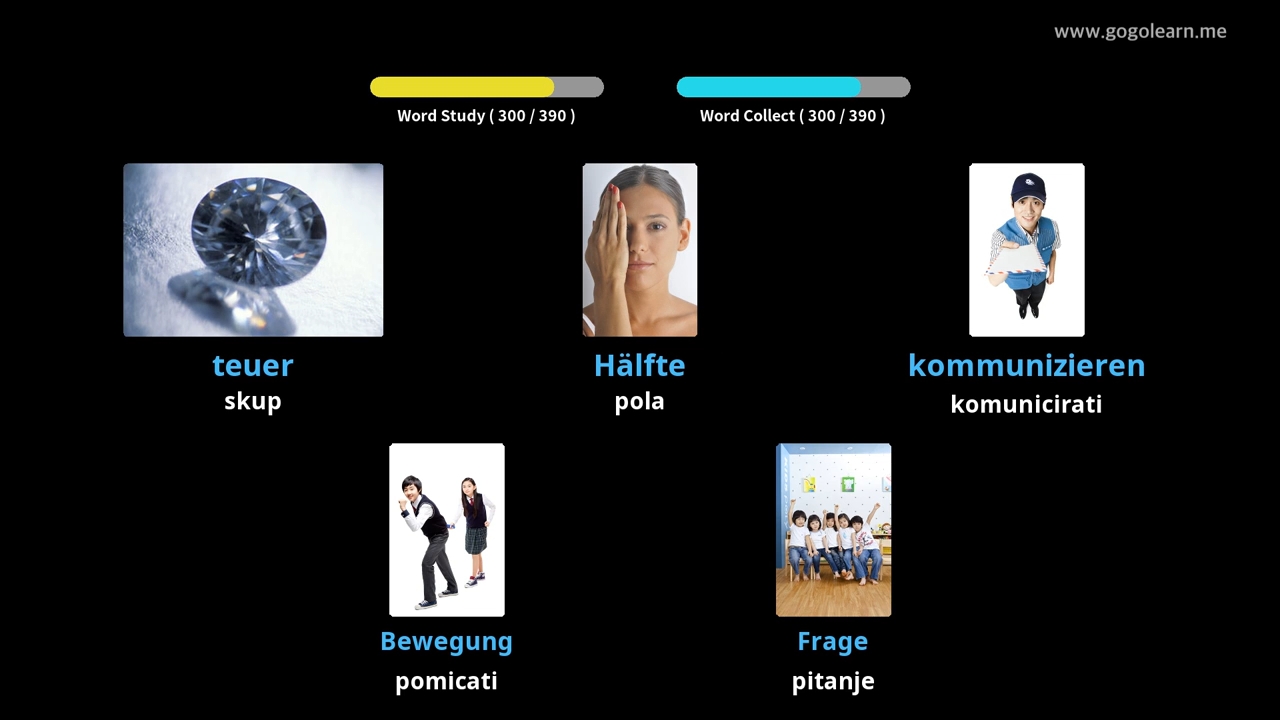 www.gogolearn.me
Word Study ( 300 / 390 )
Word Collect ( 300 / 390 )
teuer
skup
Hälfte
pola
kommunizieren
komunicirati
Bewegung
pomicati
Frage
pitanje